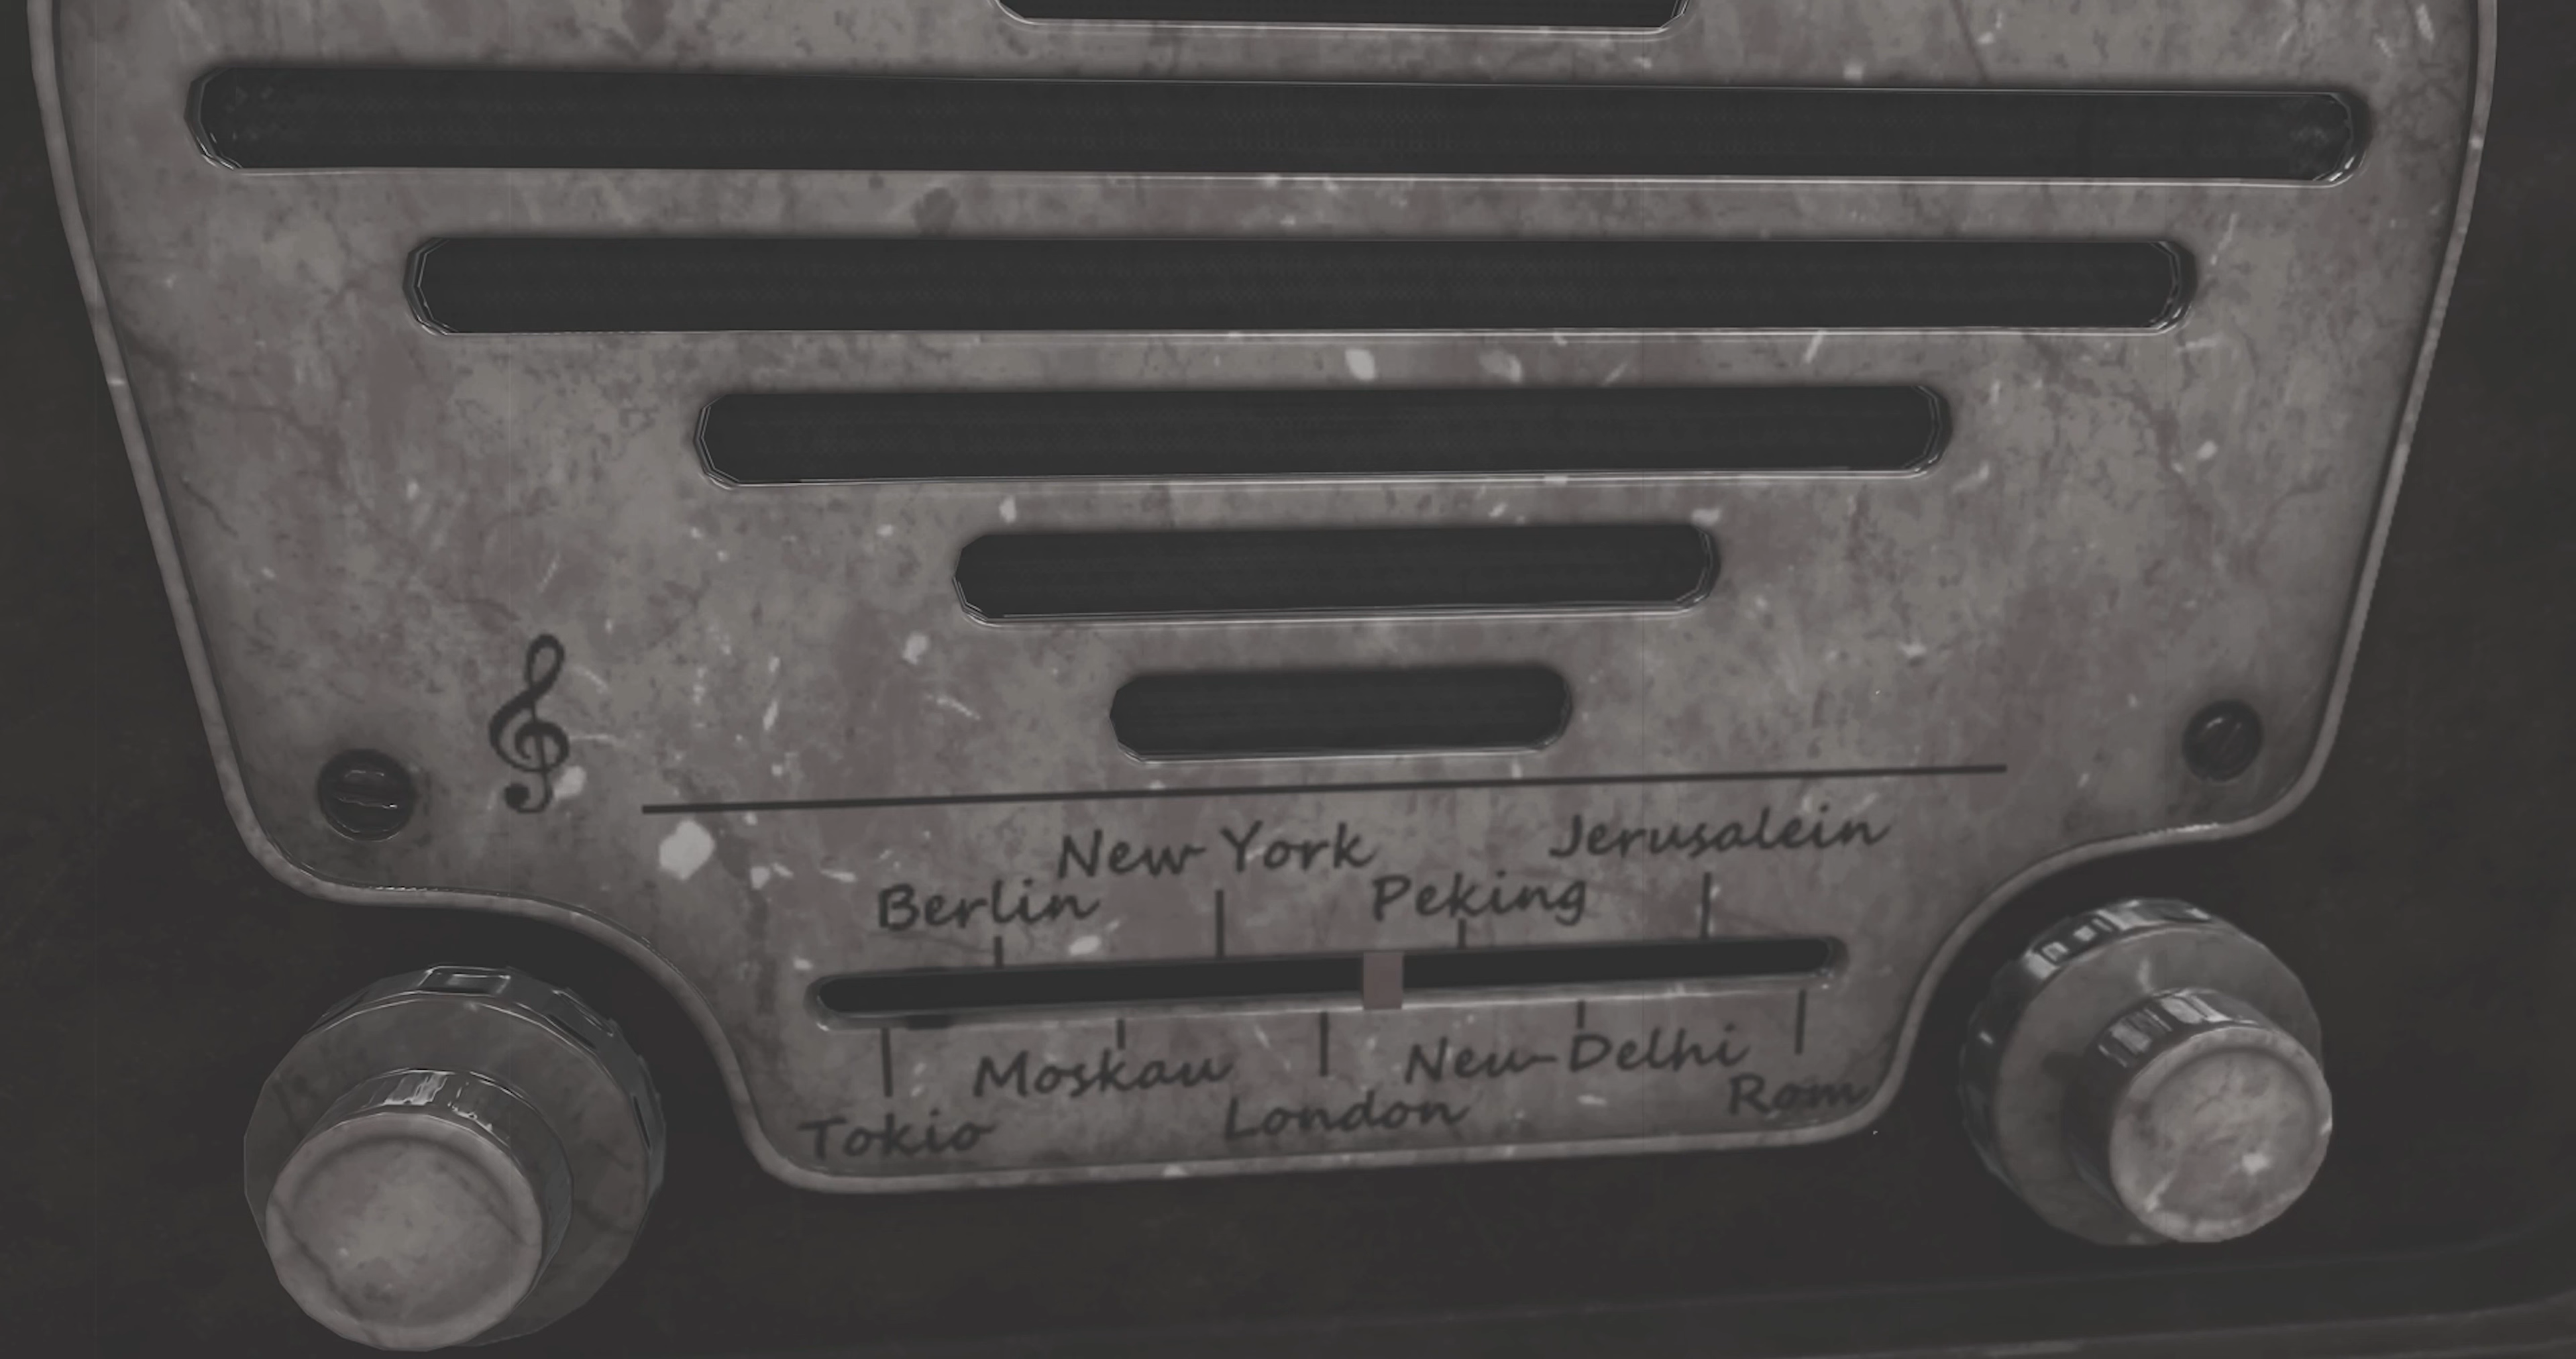 New York
Jerusalein
Berlin
Peking
Moskau
Neu-Delhi
Tokio
London
Rom